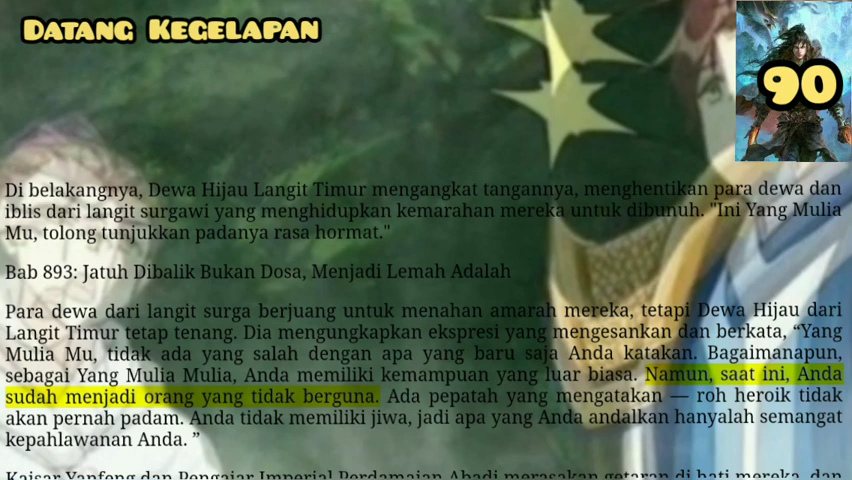 Datang Kegelapan
90
Di belakangnya, Dewa Hijau Langit Timur mengangkat tangannya, menghentikan para dewa dan
iblis dari langit surgawi yang menghidupkan kemarahan mereka untuk dibunuh. "Ini Yang Mulia
Mu, tolong tunjukkan padanya rasa hormat."
Bab 893: Jatuh Dibalik Bukan Dosa, Menjadi Lemah Adalah
Para dewa dari langit surga berjuang untuk menahan amarah mereka, tetapi Dewa Hijau dari
Langit Timur tetap tenang. Dia mengungkapkan ekspresi yang mengesankan dan berkata, “Yang
Mulia Mu, tidak ada yang salah dengan apa yang baru saja Anda katakan. Bagaimanapun,
sebagai Yang Mulia Mulia, Anda memiliki kemampuan yang luar biasa. Namun, saat ini, Anda
sudah menjadi orang yang tidak berguna. Ada pepatah yang mengatakan — roh heroik tidak
akan pernah padam. Anda tidak memiliki jiwa, jadi apa yang Anda andalkan hanyalah semangat
kepahlawanan Anda. ”
Kaisar Yanfeng dan Pengajar Imperial Perdamaian Abadi merasakan getaran di hati mereka, dan